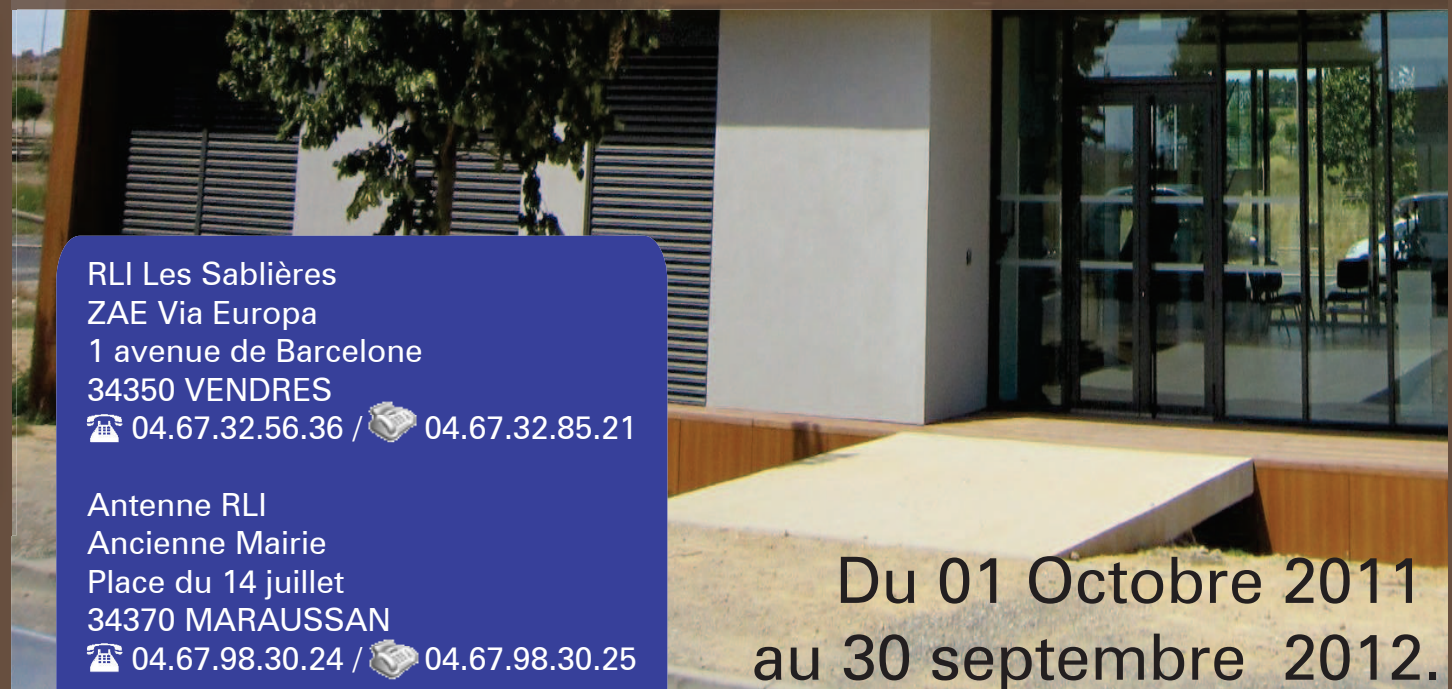 RLI Les Sablières
ZAE Via Europa
1 avenue de Barcelone
34350 VENDRES
☎ 04.67.32.56.36 / 04.67.32.85.21
Antenne RLI
Ancienne Mairie
Place du 14 juillet
34370 MARAUSSAN
☎ 04.67.98.30.24 / 04.67.98.30.25
Du 01 Octobre 2011
au 30 septembre 2012.